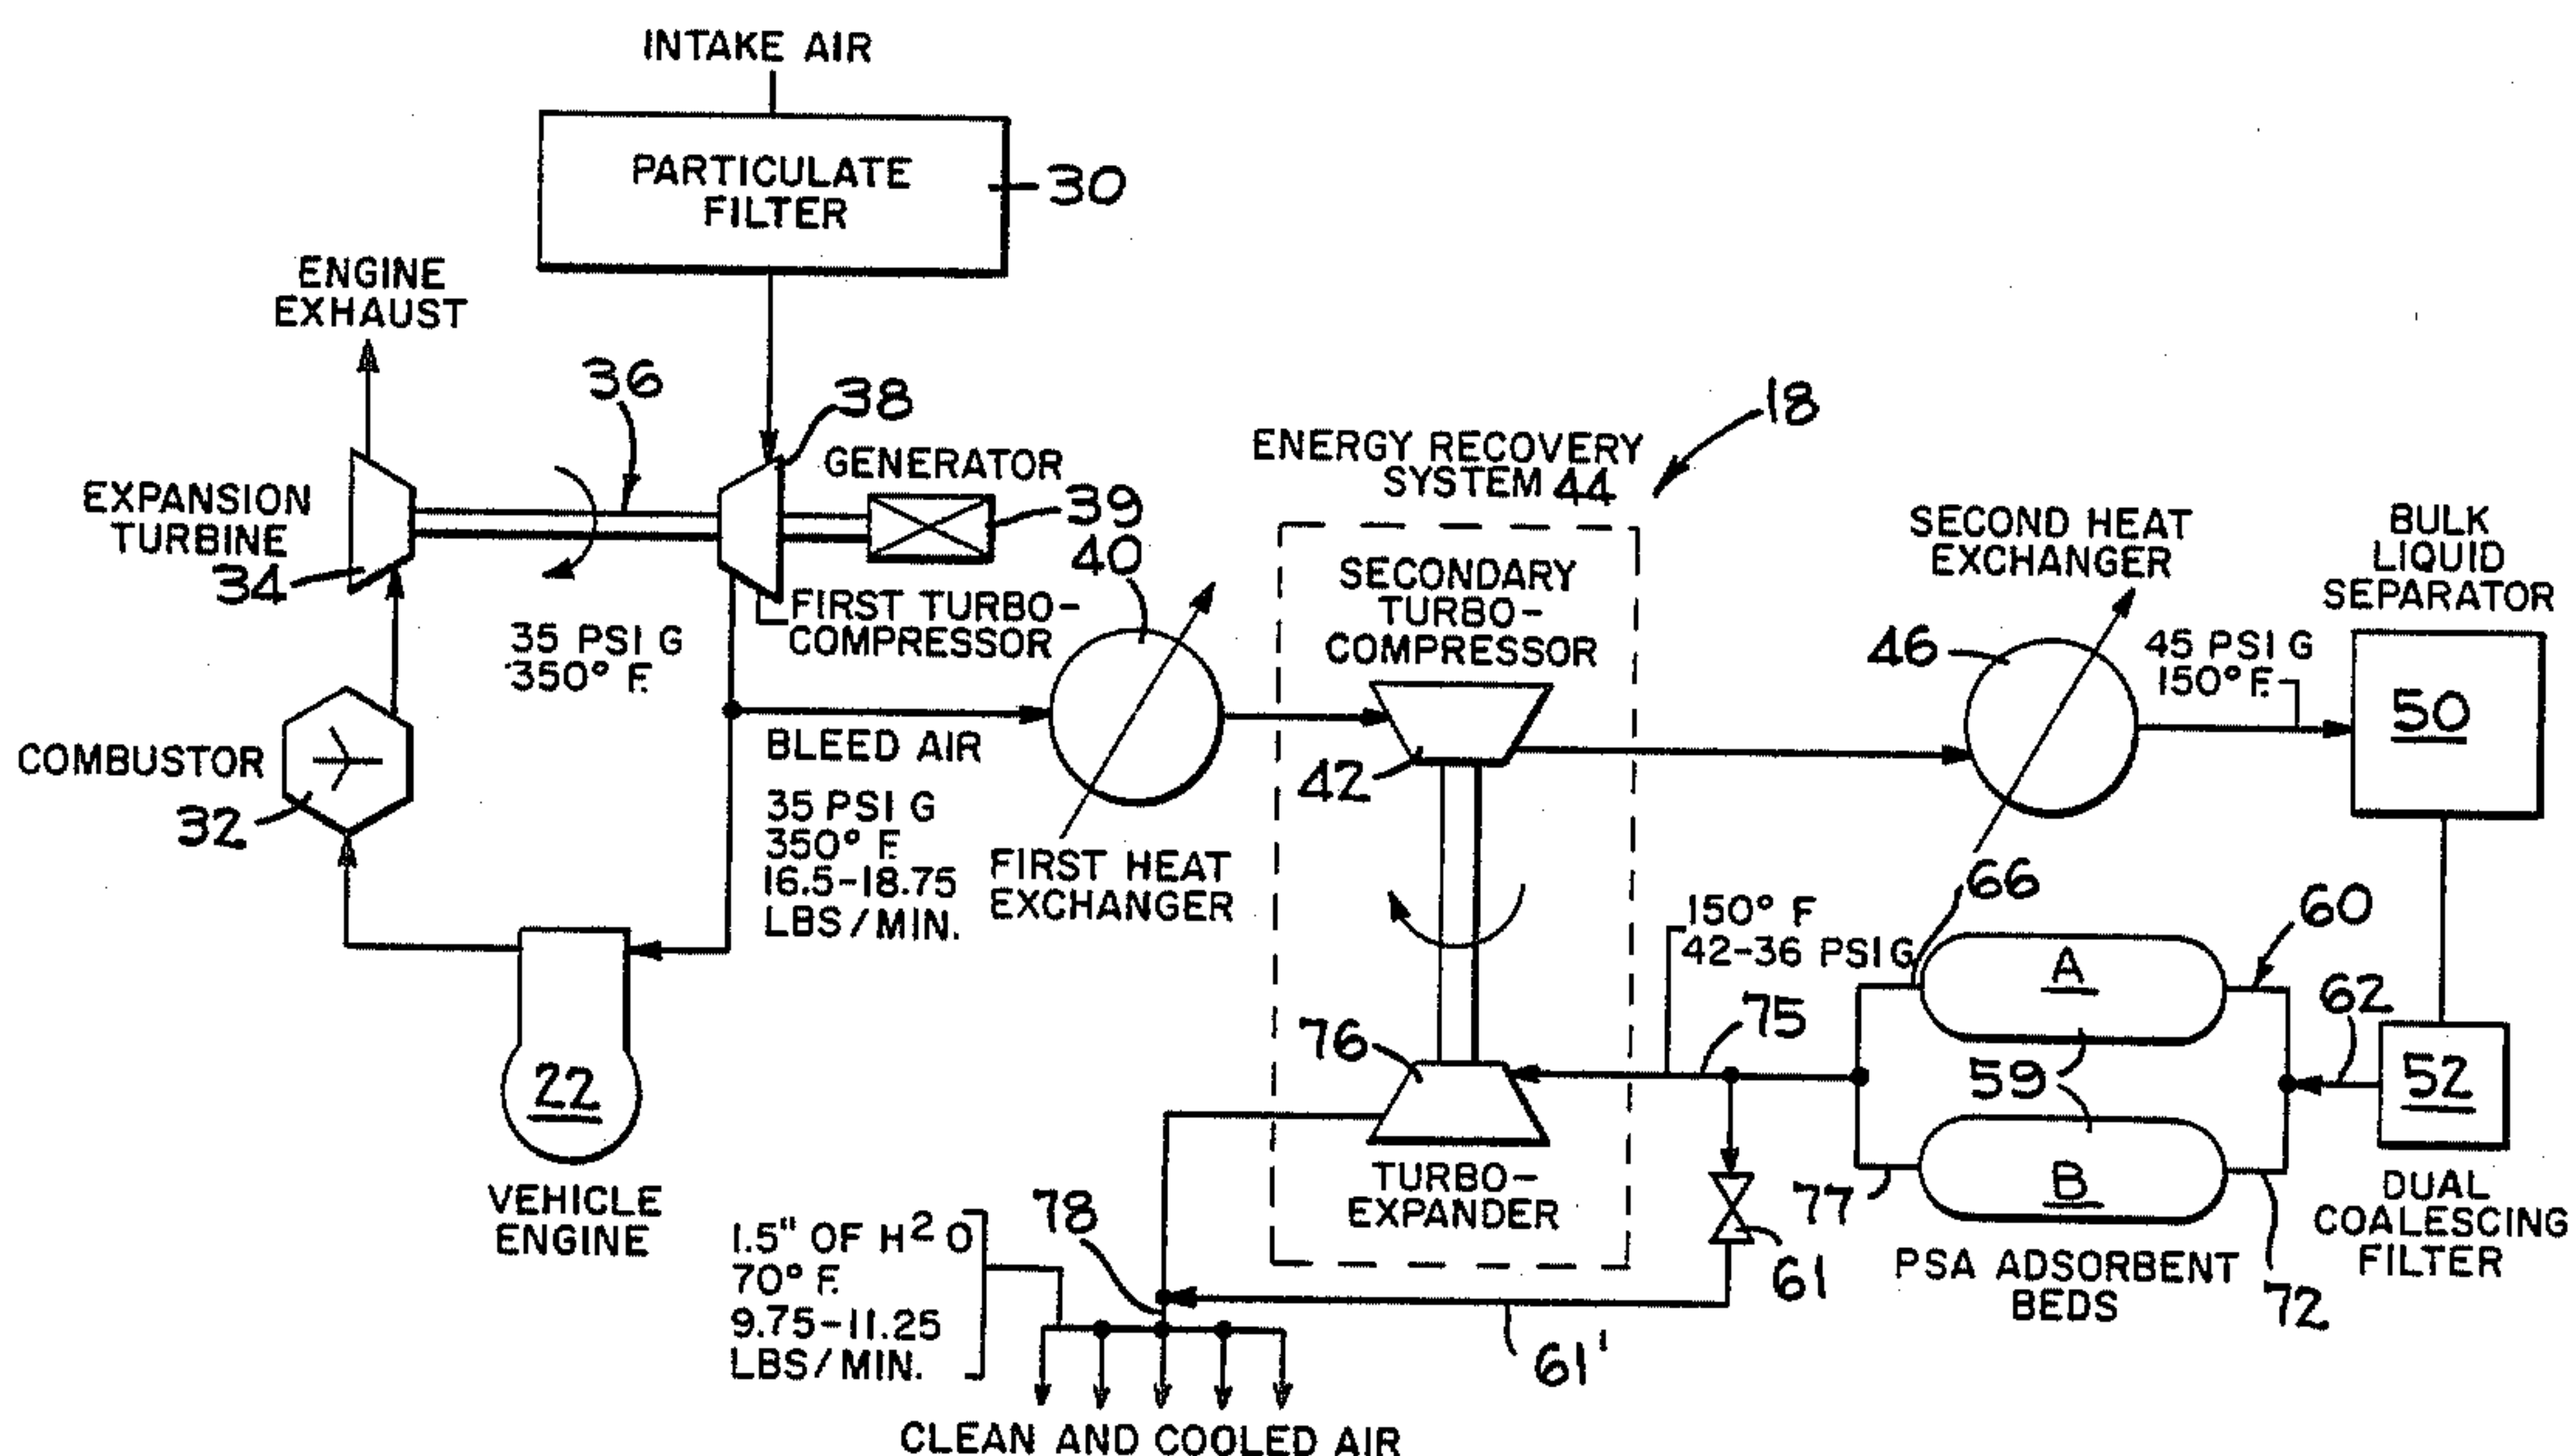 INTAKE AIR
PARTICULATE
FILTER
30
ENGINE
EXHAUST
36
38
GENERATOR
39
EXPANSION
TURBINE
34
FIRST TURBO-
COMPRESSOR
35 PSI G
350° F.
40
ENERGY RECOVERY
SYSTEM 44
18
SECONDARY
TURBO-
COMPRESSOR
42
SECOND HEAT
EXCHANGER
46
45 PSI G
150° F.
BULK
LIQUID
SEPARATOR
50
COMBUSTOR
32
BLEED AIR
35 PSI G
350° F.
16.5-18.75
LBS/MIN.
FIRST HEAT
EXCHANGER
66
150° F
42-36 PSI G
60
A
62
75
76
59
52
22
VEHICLE
ENGINE
TURBO-
EXPANDER
77
B
72
61
PSA ADSORBENT
BEDS
DUAL
COALESCING
FILTER
78
1.5" OF H2O
70° F.
9.75-11.25
LBS/MIN.
61'
CLEAN AND COOLED AIR